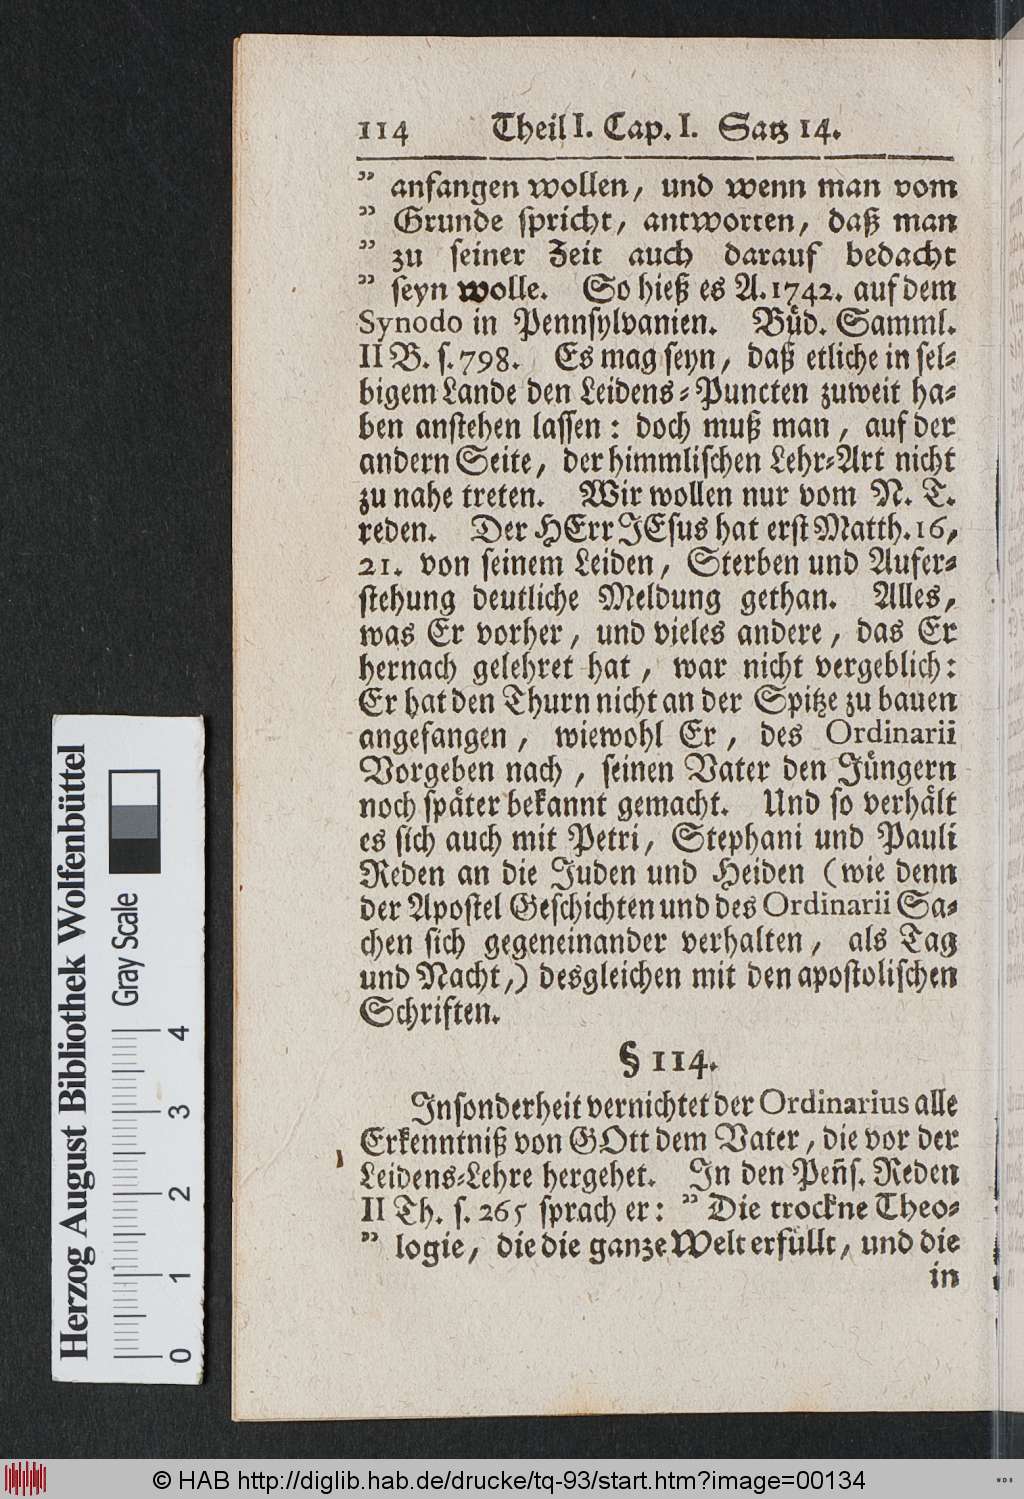 114 Theil I. Cap. I. Satz 14.
” anfangen wollen, und wenn man vom
” Grunde spricht, antworten, daß man
” zu seiner Zeit auch darauf bedacht
” seyn wolle. So hieß es A. 1742. auf dem
Synodo in Pennsylvanien. Büd. Samml.
II B. s. 798. Es mag seyn, daß etliche in sel-
bigem Lande den Leidens-Puncten zuweit ha-
ben anstehen lassen: doch muß man, auf der
andern Seite, der himmlischen Lehr-Art nicht
zu nahe treten. Wir wollen nur vom N. T.
reden. Der HErr JEsus hat erst Matth. 16,
21. von seinem Leiden, Sterben und Aufer-
stehung deutliche Meldung gethan. Alles,
was Er vorher, und vieles andere, das Er
hernach gelehret hat, war nicht vergeblich:
Er hat den Thurn nicht an der Spitze zu bauen
angefangen, wiewohl Er, des Ordinarii
Vorgeben nach, seinen Vater den Jüngern
noch später bekannt gemacht. Und so verhält
es sich auch mit Petri, Stephani und Pauli
Reden an die Juden und Heiden (wie denn
der Apostel Geschichten und des Ordinarii Sa-
chen sich gegeneinander verhalten, als Tag
und Nacht,) desgleichen mit den apostolischen
Schriften.
§ 114.
Insonderheit vernichtet der Ordinarius alle
Erkenntniß von GOtt dem Vater, die vor der
Leidens-Lehre hergehet. In den Peñs. Reden
II Th. s. 265 sprach er: ” Die trockne Theo-
” logie, die die ganze Welt erfüllt, und die
in
Herzog August Bibliothek Wolfenbüttel
Gray Scale
0 1 2 3 4
© HAB http://diglib.hab.de/drucke/tq-93/start.htm?image=00134